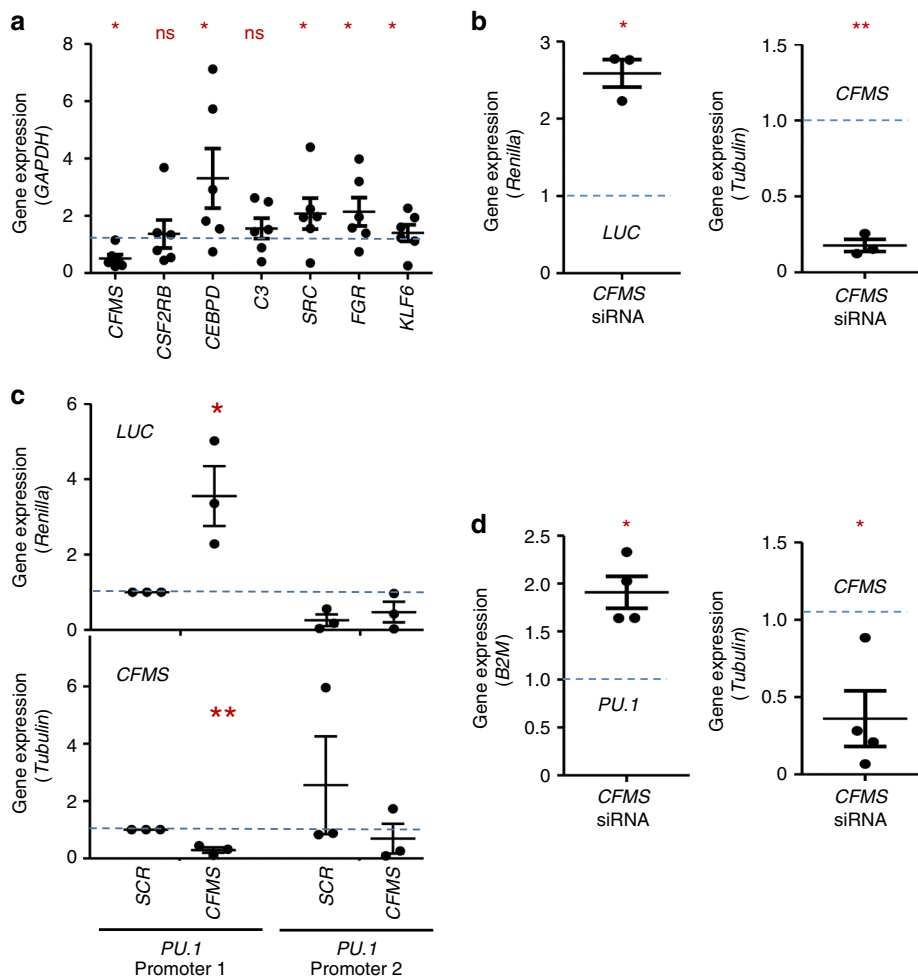 a
* ns * ns * * *
Gene expression
(GAPDH)
8
6
4
2
0
CFMS
CSF2RB
CEBPD
C3
SRC
FGR
KLF6
b
*
Gene expression
(Renilla)
3
2
1
0
LUC
CFMS
siRNA
**
Gene expression
(Tubulin)
1.5
1.0
0.5
0
CFMS
CFMS
siRNA
c
Gene expression
(Renilla)
6
4
2
0
LUC
*
Gene expression
(Tubulin)
6
4
2
0
CFMS
**
SCR
CFMS
SCR
CFMS
PU.1
Promoter 1
PU.1
Promoter 2
d
*
Gene expression
(B2M)
2.5
2.0
1.5
1.0
0.5
0
PU.1
CFMS
siRNA
*
Gene expression
(Tubulin)
1.5
1.0
0.5
0
CFMS
CFMS
siRNA